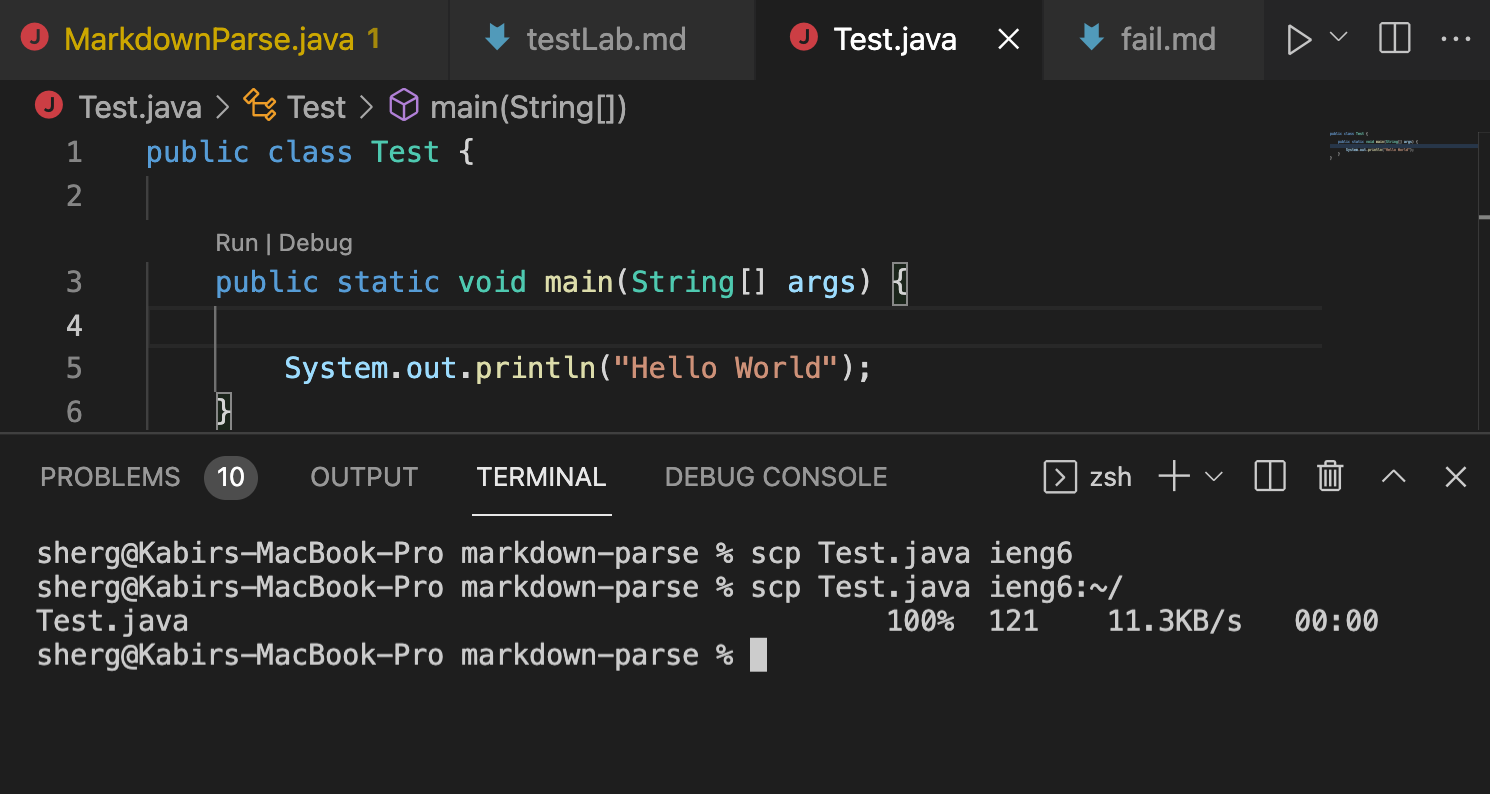 MarkdownParse.java 1 testLab.md Test.java fail.md
Test.java > Test > main(String[])
1 public class Test {
2
Run | Debug
3 public static void main(String[] args) {
4
5 System.out.println("Hello World");
6 }
PROBLEMS 10 OUTPUT TERMINAL DEBUG CONSOLE zsh
sherg@Kabirs-MacBook-Pro markdown-parse % scp Test.java ieng6
sherg@Kabirs-MacBook-Pro markdown-parse % scp Test.java ieng6:~/
Test.java 100% 121 11.3KB/s 00:00
sherg@Kabirs-MacBook-Pro markdown-parse %